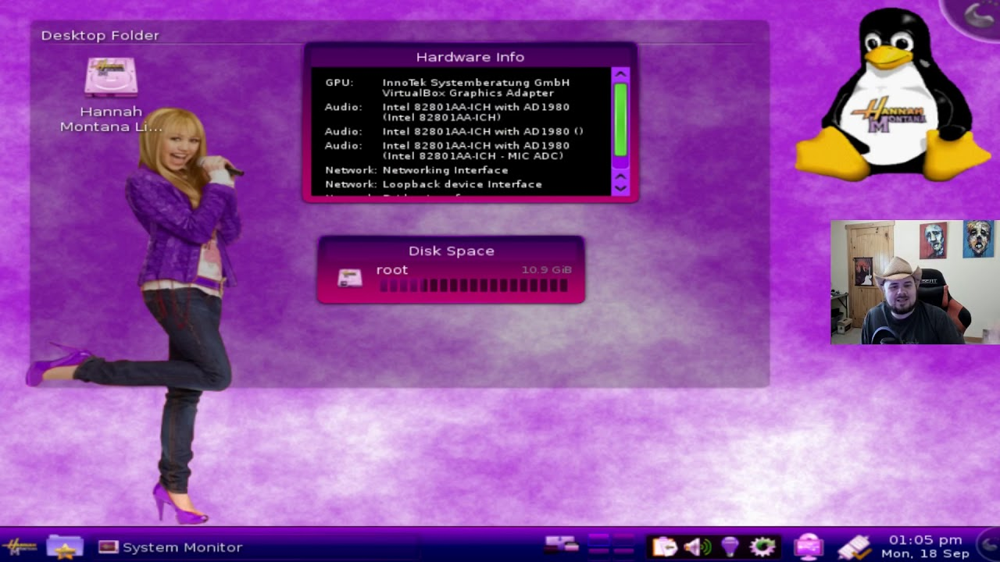 Desktop Folder
Hannah
Montana Li...
Hardware Info
GPU: InnoTek Systemberatung GmbH
VirtualBox Graphics Adapter
Audio: Intel 82801AA-ICH with AD1980
(Intel 82801AA-ICH)
Audio: Intel 82801AA-ICH with AD1980 ()
Audio: Intel 82801AA-ICH with AD1980
(Intel 82801AA-ICH - MIC ADC)
Network: Networking Interface
Network: Loopback device Interface
Disk Space
root 10.9 GiB
HANNAH
MONTANA
System Monitor
01:05 pm
Mon, 18 Sep